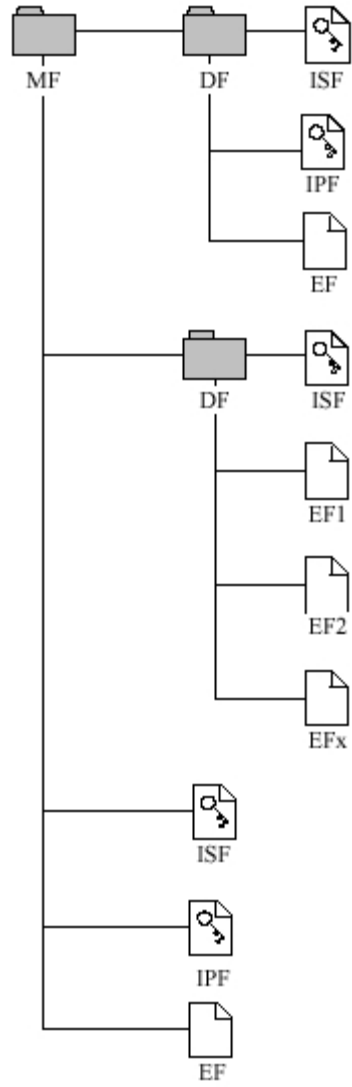 MF DF ISF
IPF
EF
DF ISF
EF1
EF2
EFx
ISF
IPF
EF